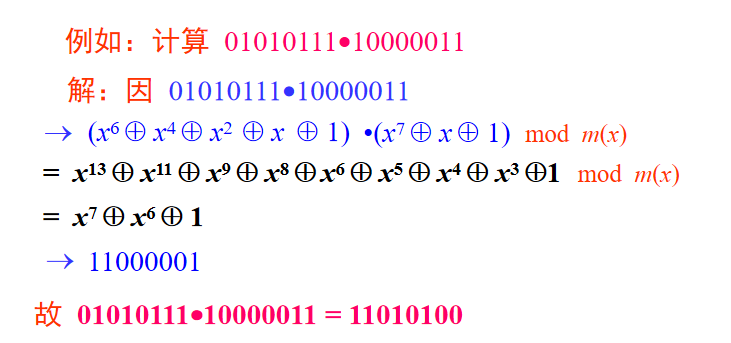 例如：计算 01010111•10000011
解：因 01010111•10000011
→ (x⁶ ⊕ x⁴ ⊕ x² ⊕ x ⊕ 1) •(x⁷ ⊕ x ⊕ 1) mod m(x)
= x¹³ ⊕ x¹¹ ⊕ x⁹ ⊕ x⁸ ⊕ x⁶ ⊕ x⁵ ⊕ x⁴ ⊕ x³ ⊕1 mod m(x)
= x⁷ ⊕ x⁶ ⊕ 1
→ 11000001
故 01010111•10000011 = 11010100